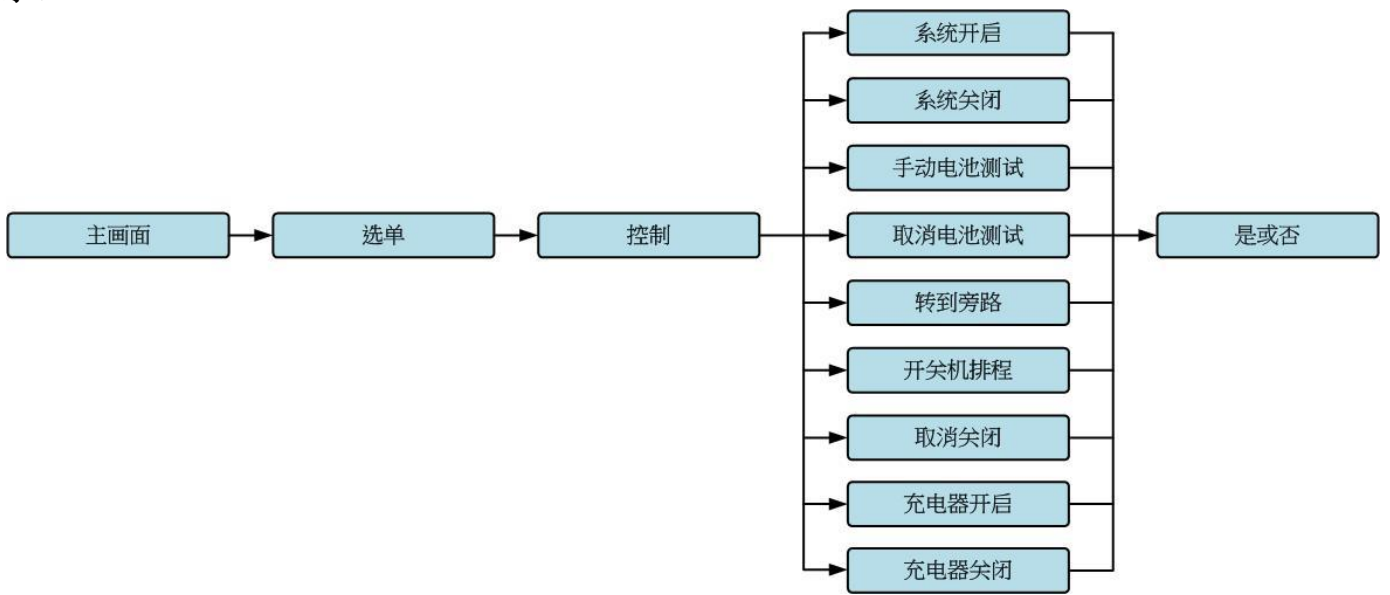 主画面
选单
控制
系统开启
系统关闭
手动电池测试
取消电池测试
转到旁路
开关机排程
取消关闭
充电器开启
充电器关闭
是或否